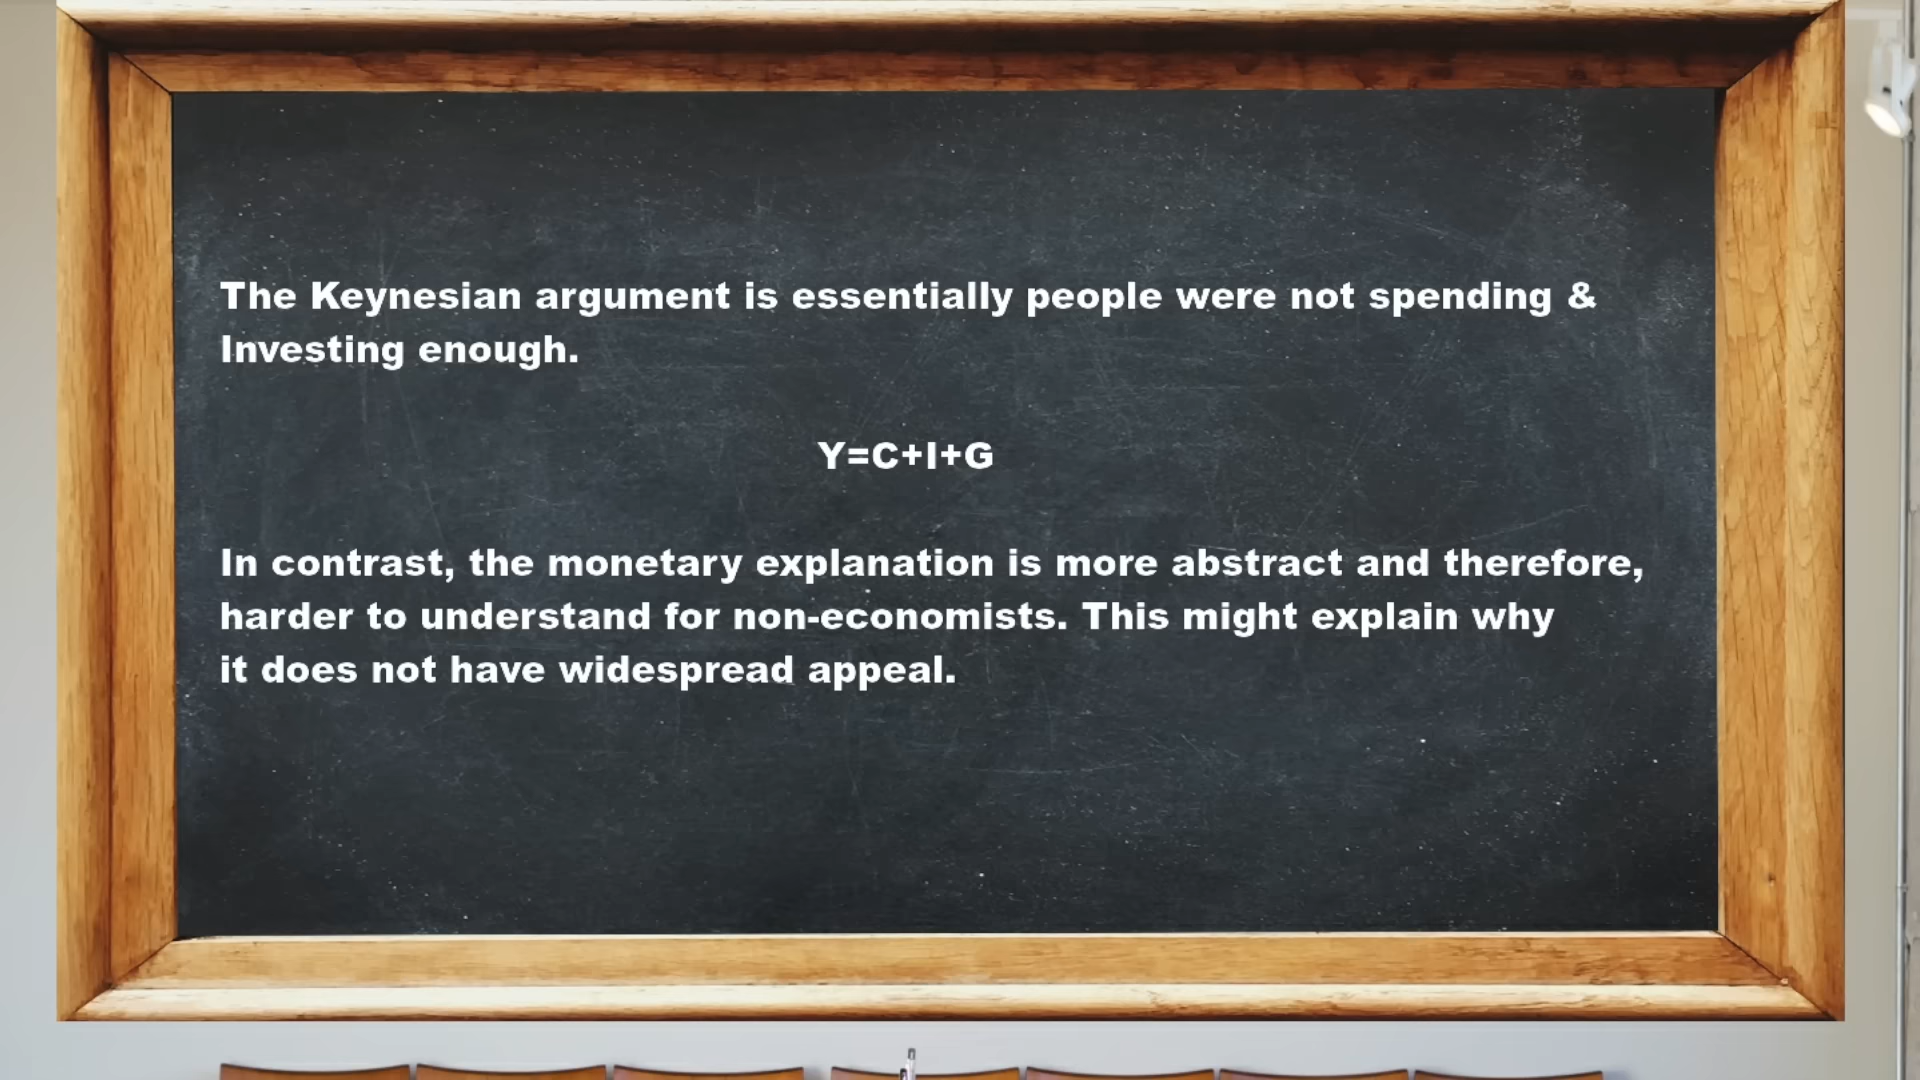 The Keynesian argument is essentially people were not spending &
Investing enough.
Y=C+I+G
In contrast, the monetary explanation is more abstract and therefore,
harder to understand for non-economists. This might explain why
it does not have widespread appeal.